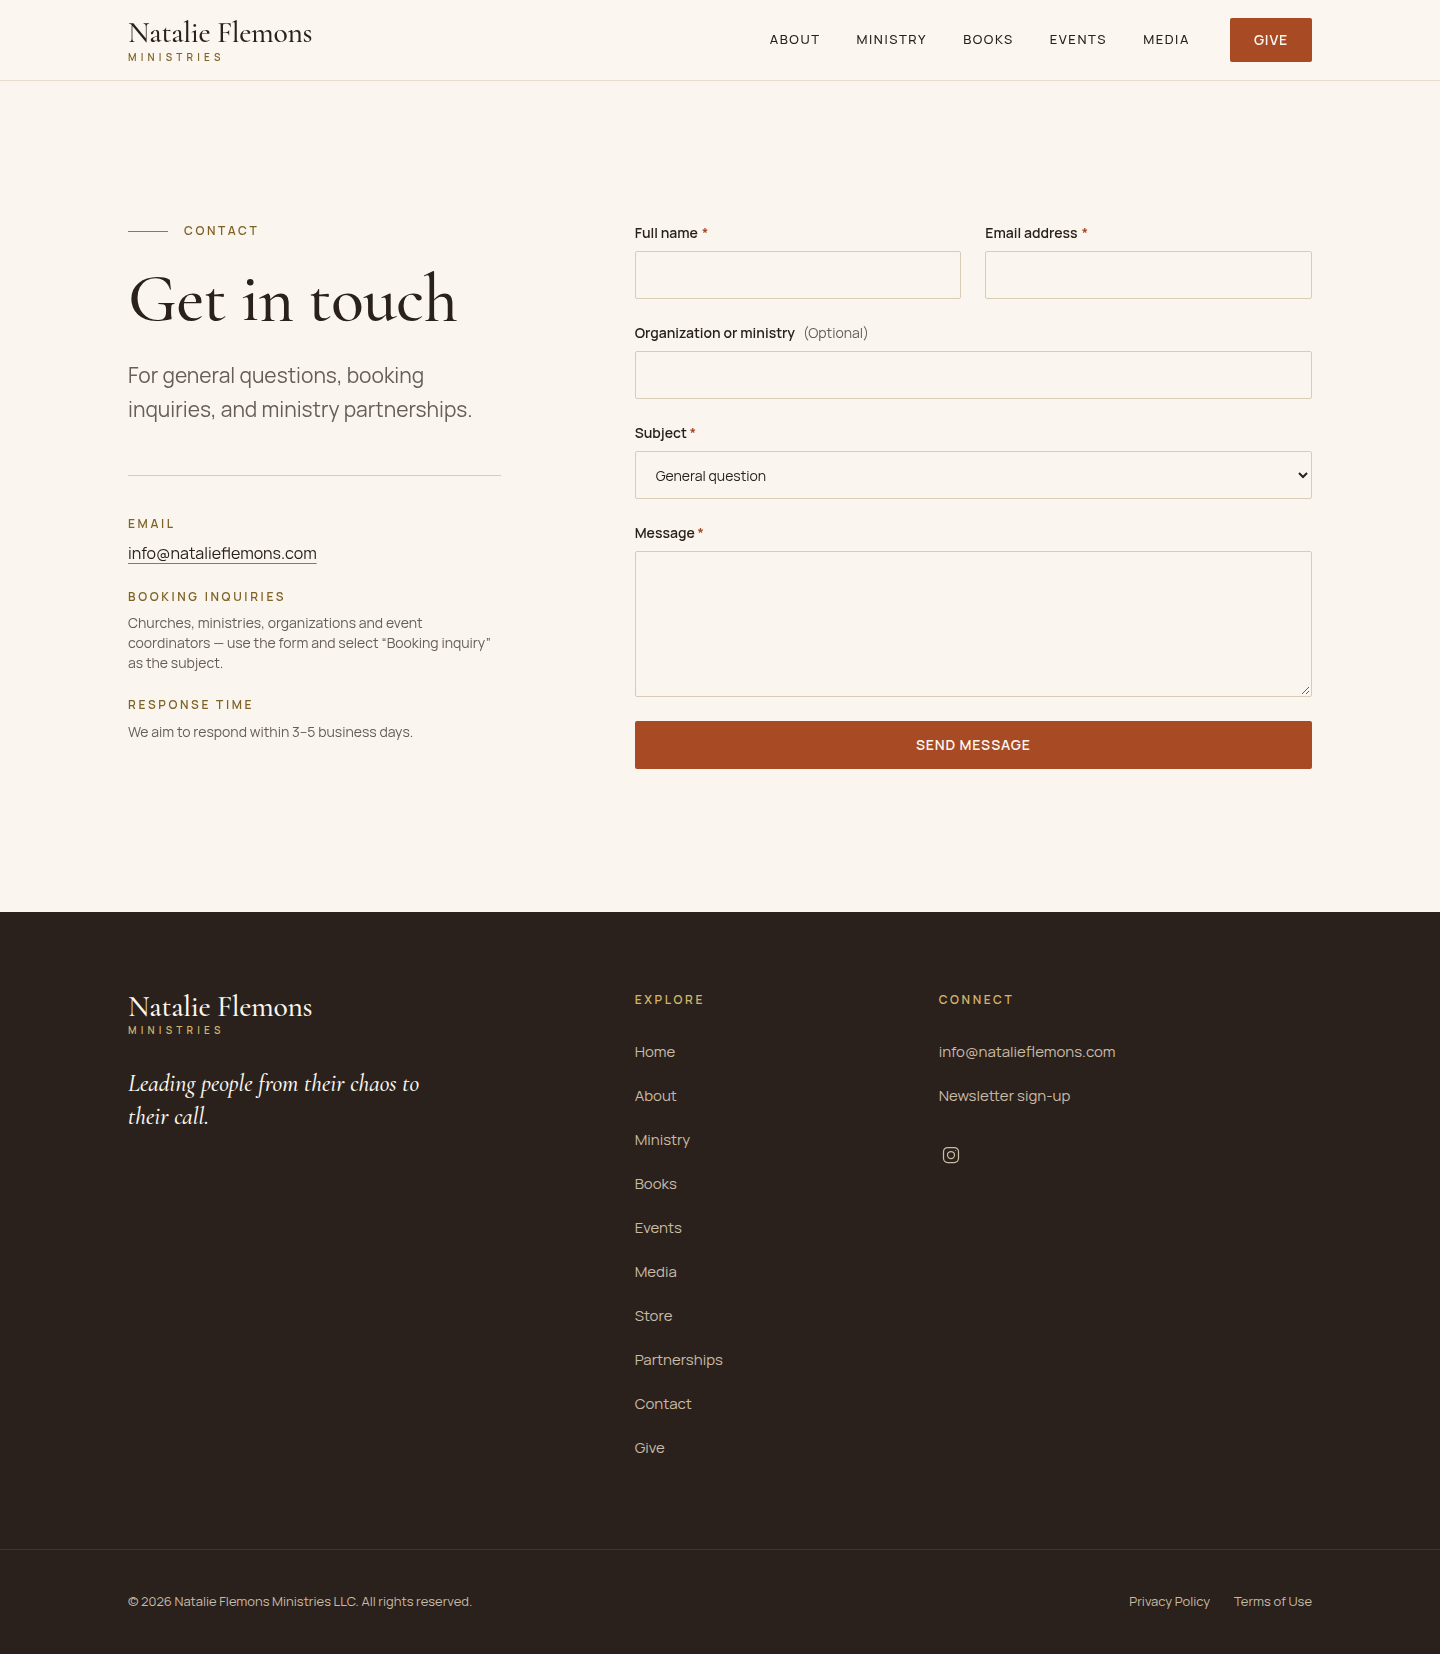 Natalie Flemons
MINISTRIES
ABOUT
MINISTRY
BOOKS
EVENTS
MEDIA
GIVE
CONTACT
Get in touch
For general questions, booking
inquiries, and ministry partnerships.
EMAIL
info@natalieflemons.com
BOOKING INQUIRIES
Churches, ministries, organizations and event
coordinators — use the form and select “Booking inquiry”
as the subject.
RESPONSE TIME
We aim to respond within 3–5 business days.
Full name *
Email address *
Organization or ministry (Optional)
Subject *
General question
Message *
SEND MESSAGE
Natalie Flemons
MINISTRIES
Leading people from their chaos to
their call.
EXPLORE
Home
About
Ministry
Books
Events
Media
Store
Partnerships
Contact
Give
CONNECT
info@natalieflemons.com
Newsletter sign-up
© 2026 Natalie Flemons Ministries LLC. All rights reserved.
Privacy Policy
Terms of Use